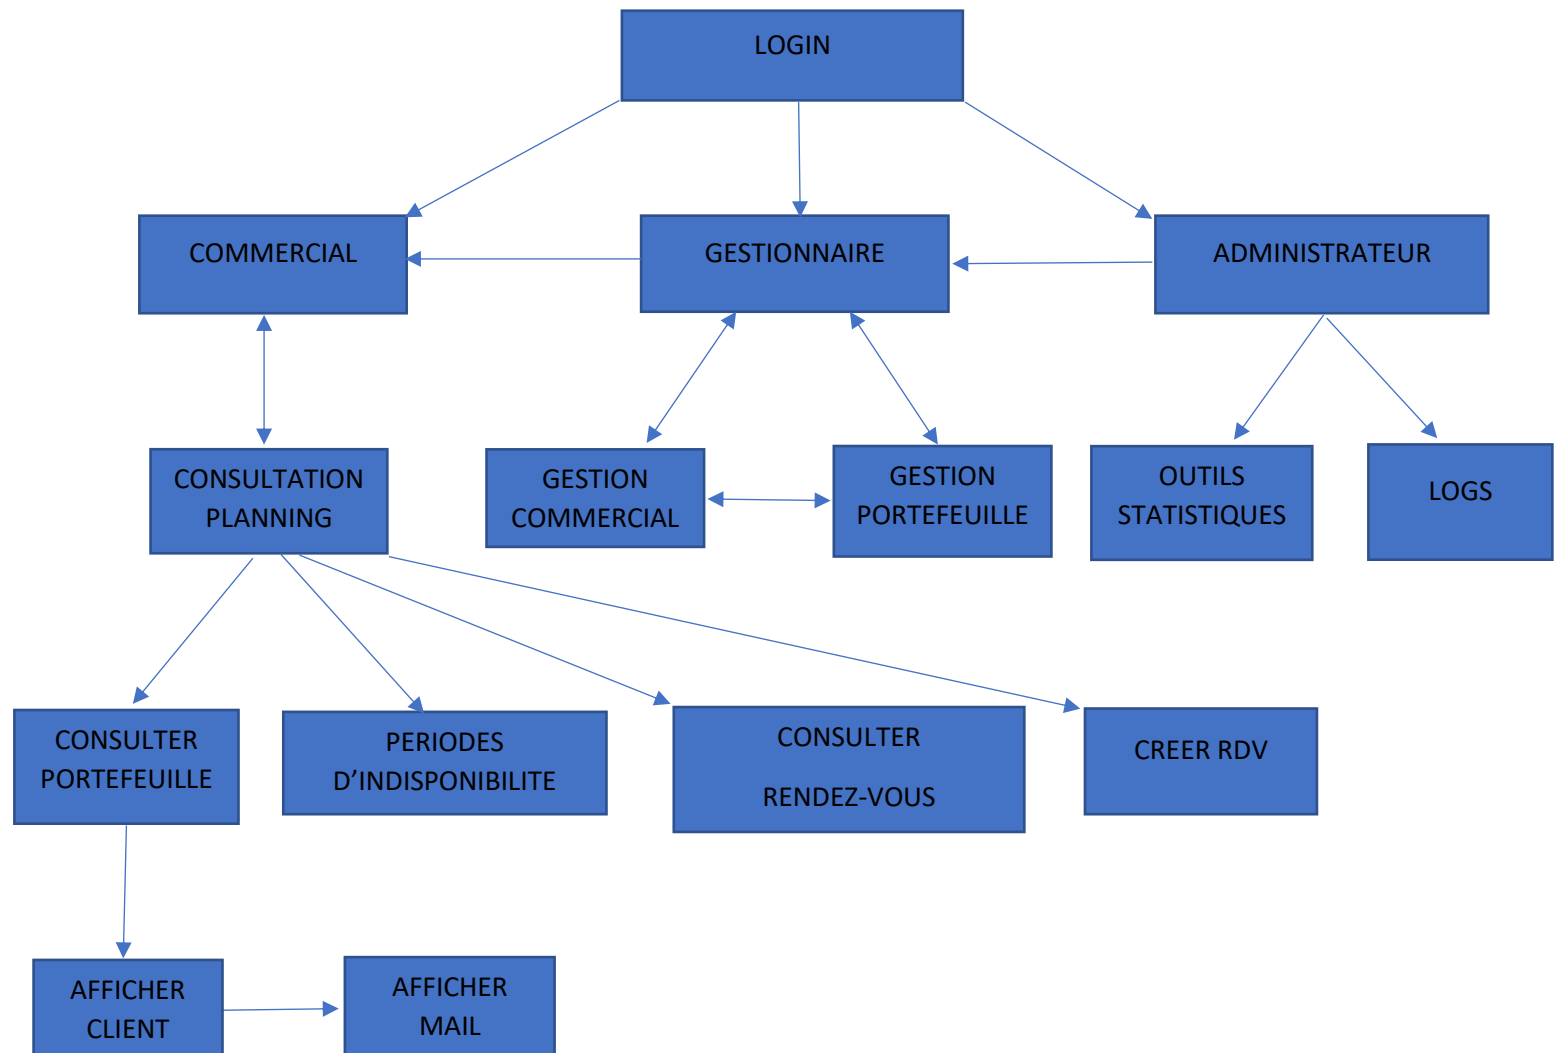 LOGIN
COMMERCIAL
GESTIONNAIRE
ADMINISTRATEUR
CONSULTATION
PLANNING
GESTION
COMMERCIAL
GESTION
PORTEFEUILLE
OUTILS
STATISTIQUES
LOGS
CONSULTER
PORTEFEUILLE
PERIODES
D’INDISPONIBILITE
CONSULTER
RENDEZ-VOUS
CREER RDV
AFFICHER
CLIENT
AFFICHER
MAIL